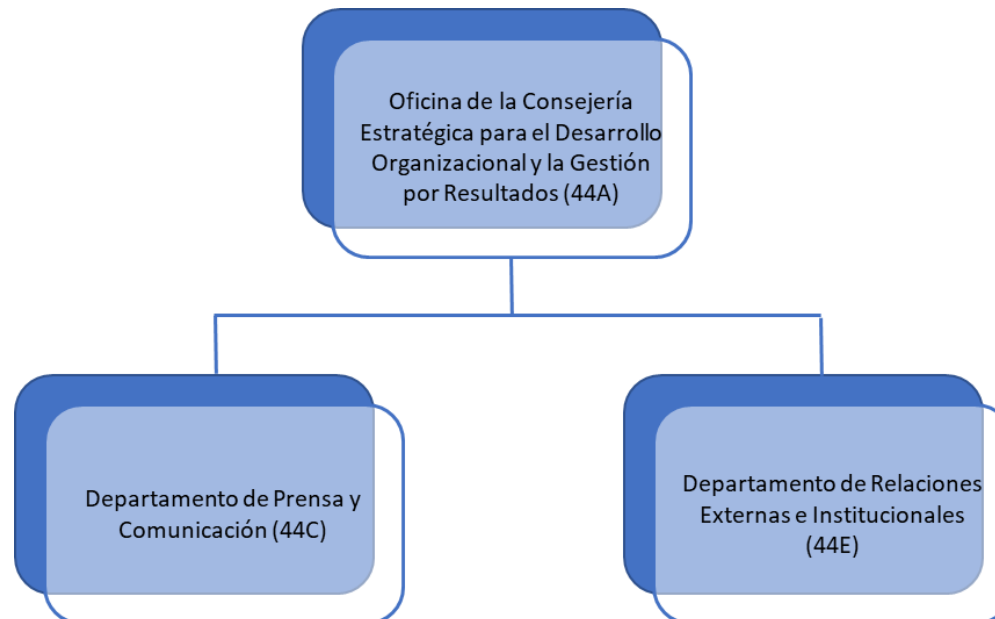 Oficina de la Consejería
Estratégica para el Desarrollo
Organizacional y la Gestión
por Resultados (44A)
Departamento de Prensa y
Comunicación (44C)
Departamento de Relaciones
Externas e Institucionales
(44E)